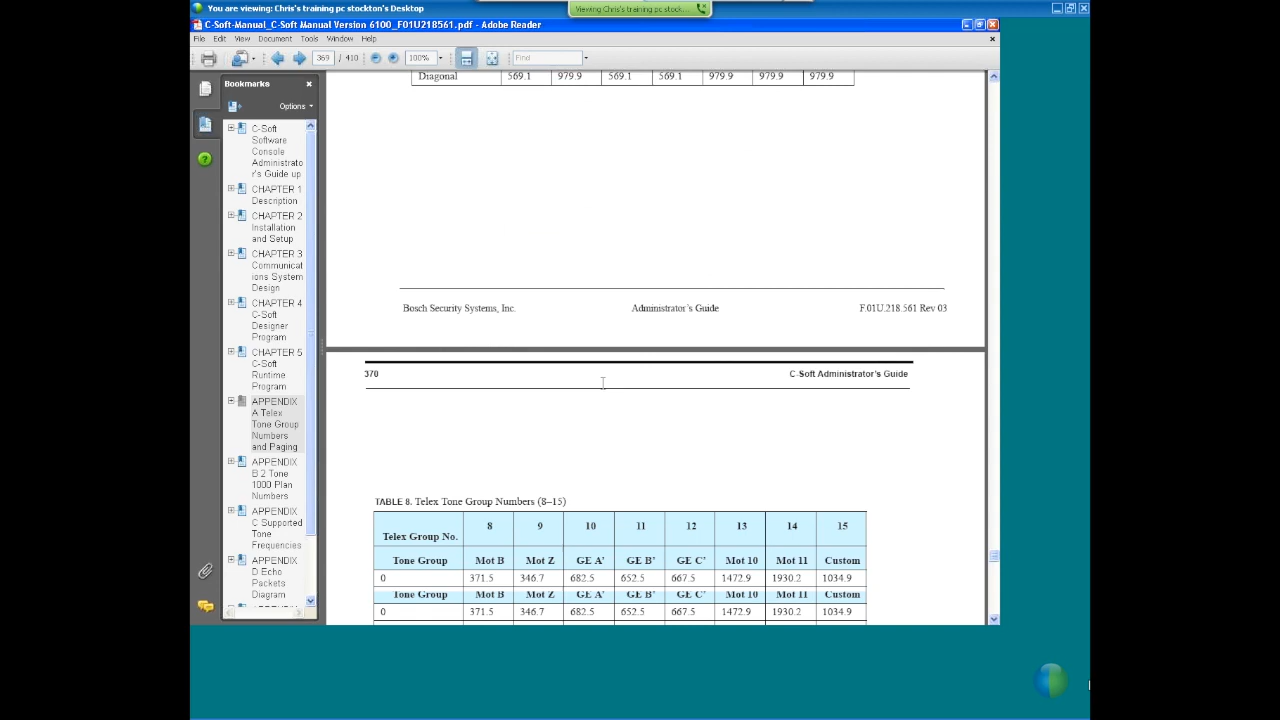 You are viewing: Chris's training pc stockton's Desktop
Viewing Chris's training pc stock...
C-Soft-Manual_C-Soft Manual Version 6100_F01U218561.pdf - Adobe Reader
File Edit View Document Tools Window Help
369 / 410 100% Find
Bookmarks
Options
C-Soft
Software
Console
Administrato
r's Guide up
CHAPTER 1
Description
CHAPTER 2
Installation
and Setup
CHAPTER 3
Communicat
ions System
Design
CHAPTER 4
C-Soft
Designer
Program
CHAPTER 5
C-Soft
Runtime
Program
APPENDIX
A Telex
Tone Group
Numbers
and Paging
APPENDIX
B 2 Tone
1000 Plan
Numbers
APPENDIX
C Supported
Tone
Frequencies
APPENDIX
D Echo
Packets
Diagram
Diagonal 569.1 979.9 569.1 569.1 979.9 979.9 979.9
Bosch Security Systems, Inc. Administrator's Guide F.01U.218.561 Rev 03
370 C-Soft Administrator's Guide
TABLE 8. Telex Tone Group Numbers (8–15)
Telex Group No. 8 9 10 11 12 13 14 15
Tone Group Mot B Mot Z GE A' GE B' GE C' Mot 10 Mot 11 Custom
0 371.5 346.7 682.5 652.5 667.5 1472.9 1930.2 1034.9
Tone Group Mot B Mot Z GE A' GE B' GE C' Mot 10 Mot 11 Custom
0 371.5 346.7 682.5 652.5 667.5 1472.9 1930.2 1034.9